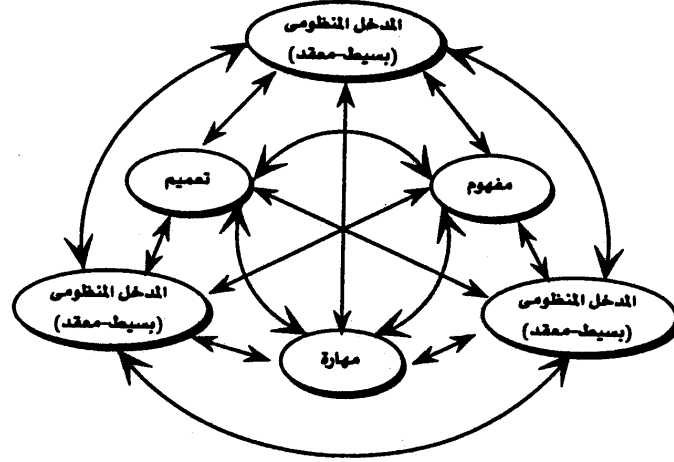 المدخل المنظومى
(بسيط-معقد)
مفهوم
تعميم
المدخل المنظومى
(بسيط-معقد)
المدخل المنظومى
(بسيط-معقد)
مهارة